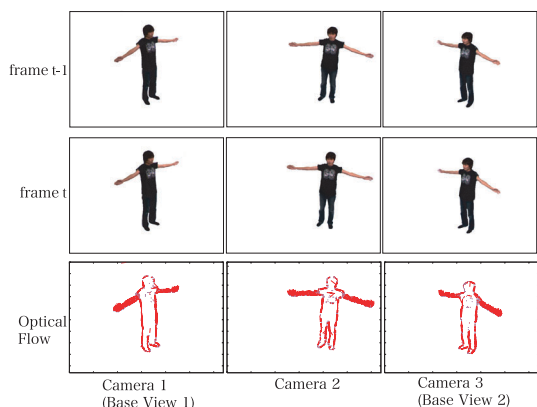 frame t-1
frame t
Optical
Flow
Camera 1
(Base View 1)
Camera 2
Camera 3
(Base View 2)